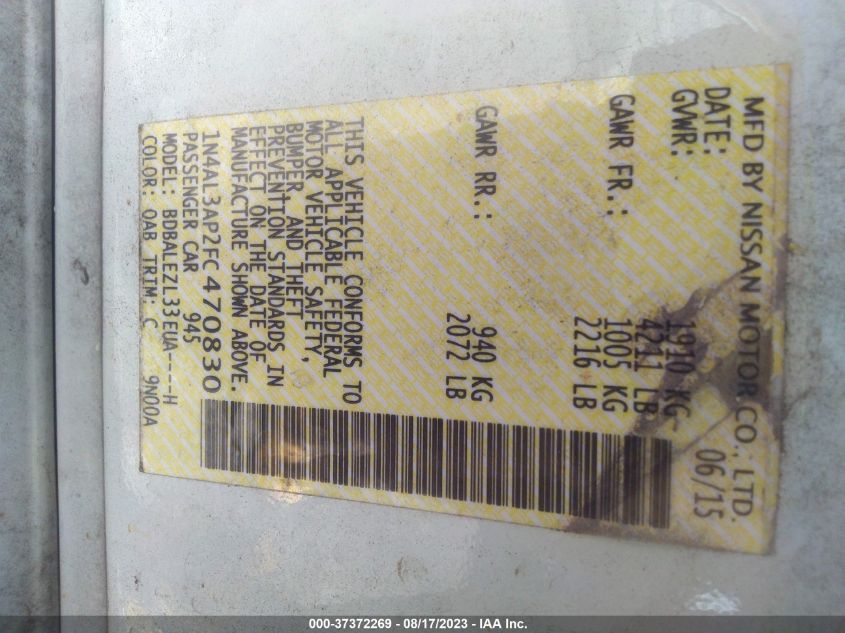 MFD BY NISSAN MOTOR CO., LTD.
DATE: 06/15
GVWR: 1910 KG
4211 LB
GAWR FR.: 1005 KG
2216 LB
GAWR RR.: 940 KG
2072 LB
THIS VEHICLE CONFORMS TO
ALL APPLICABLE FEDERAL
MOTOR VEHICLE SAFETY,
BUMPER, AND THEFT
PREVENTION STANDARDS IN
EFFECT ON THE DATE OF
MANUFACTURE SHOWN ABOVE.
1N4AL3AP2FC470830
PASSENGER CAR 945
MODEL: BDBALEZL33EUA----H
COLOR: QAB TRIM: C 9N00A
000-37372269 - 08/17/2023 - IAA Inc.